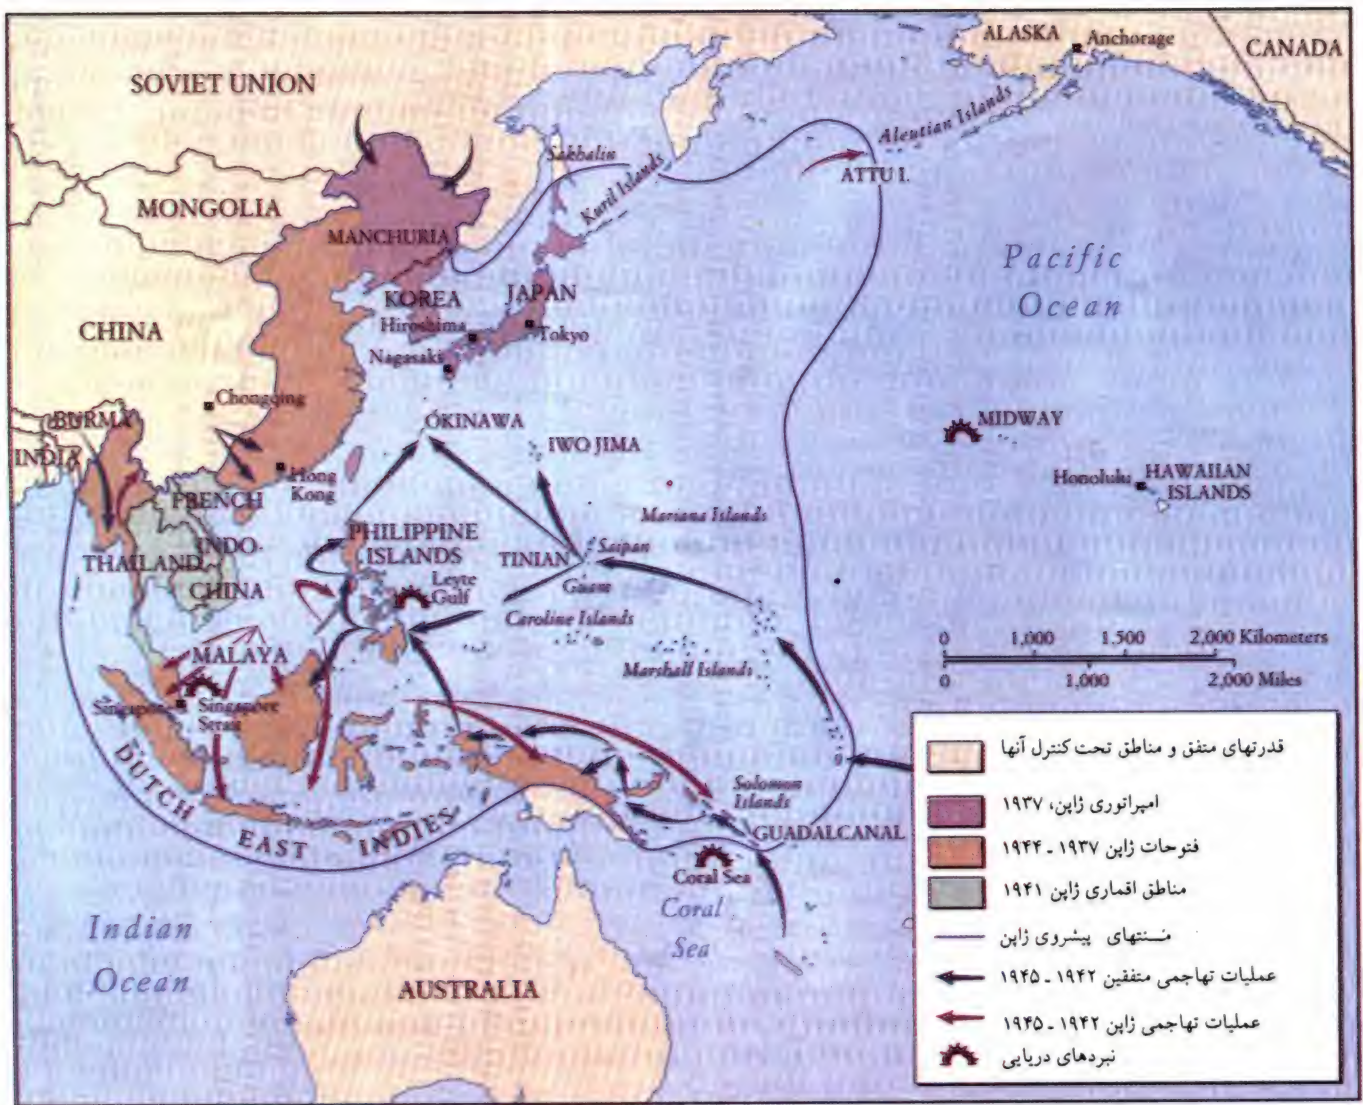 SOVIET UNION
ALASKA
Anchorage
CANADA
Aleutian Islands
ATTU I.
Sakhalin
Kuril Islands
MONGOLIA
MANCHURIA
Pacific
Ocean
KOREA
JAPAN
Hiroshima
Tokyo
Nagasaki
CHINA
Chongqing
OKINAWA
IWO JIMA
MIDWAY
Honolulu
HAWAIIAN
ISLANDS
BURMA
INDIA
Hong
Kong
FRENCH
INDO-
CHINA
THAILAND
PHILIPPINE
ISLANDS
Mariana Islands
TINIAN
Saipan
Guam
Leyte
Gulf
Caroline Islands
Marshall Islands
MALAYA
Singapore
Singapore
0 1,000 1,500 2,000 Kilometers
0 1,000 2,000 Miles
DUTCH EAST INDIES
Solomon
Islands
GUADALCANAL
Coral Sea
Coral
Sea
Indian
Ocean
AUSTRALIA
قدرتهای متفق و مناطق تحت کنترل آنها
امپراتوری ژاپن، ۱۹۳۷
فتوحات ژاپن ۱۹۳۷ ـ ۱۹۴۴
مناطق اقماری ژاپن ۱۹۴۱
پیشروی ژاپن
عملیات تهاجمی متفقین ۱۹۴۲ ـ ۱۹۴۵
عملیات تهاجمی ژاپن ۱۹۴۲ ـ ۱۹۴۵
نبردهای دریایی